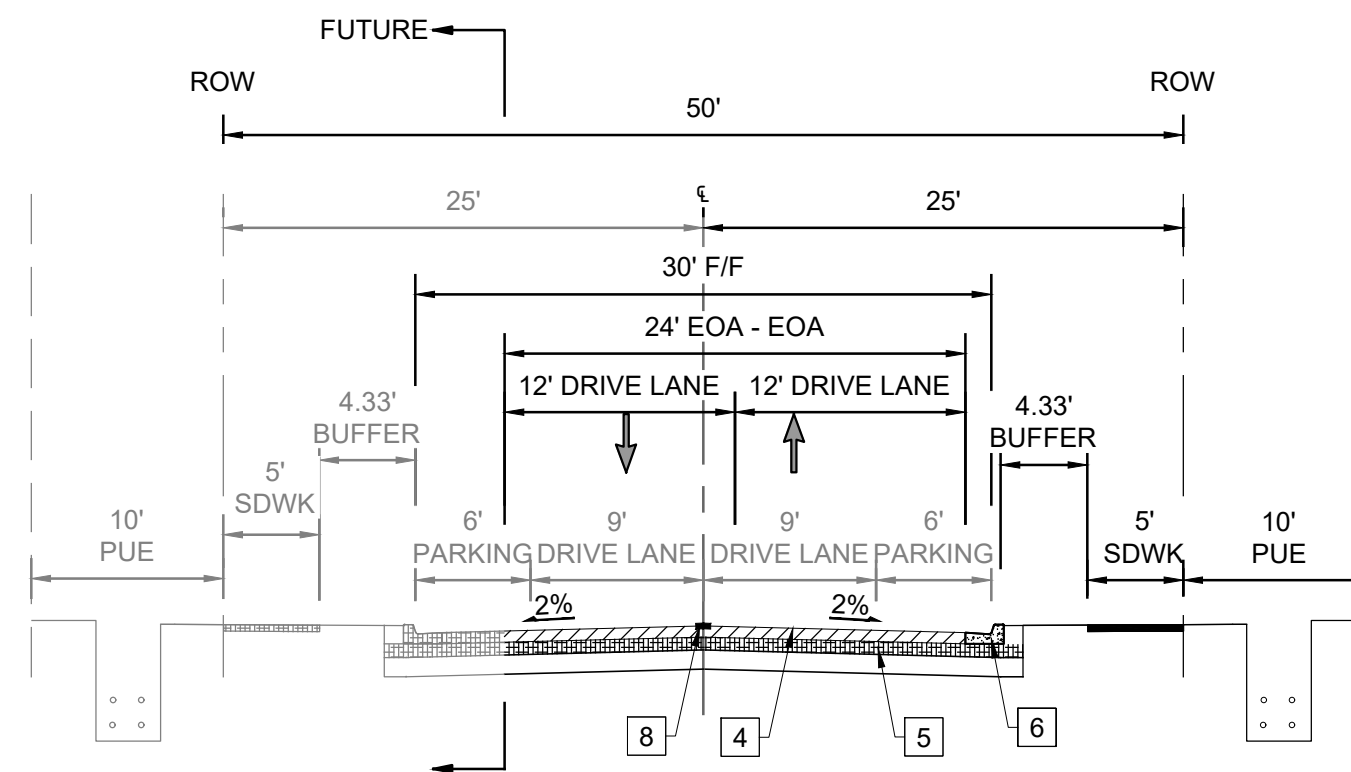 FUTURE
ROW
ROW
50'
25'
℄
25'
30' F/F
24' EOA - EOA
12' DRIVE LANE
12' DRIVE LANE
4.33'
BUFFER
4.33'
BUFFER
5'
SDWK
10'
PUE
6'
PARKING
9'
DRIVE LANE
9'
DRIVE LANE
6'
PARKING
5'
SDWK
10'
PUE
2%
2%
8
4
5
6